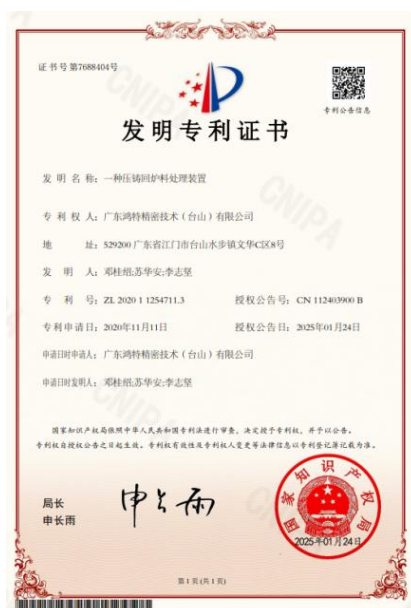 证书号第7688404号
专利公告信息
发明专利证书
发明名称：一种压铸回炉料处理装置
专利权人：广东鸿特精密技术（台山）有限公司
地址：529200 广东省江门市台山水步镇文华C区8号
发明人：邓桂绍;苏华安;李志坚
专利号：ZL 2020 1 1254711.3 授权公告号：CN 112403900 B
专利申请日：2020年11月11日 授权公告日：2025年01月24日
申请日时申请人：广东鸿特精密技术（台山）有限公司
申请日时发明人：邓桂绍;苏华安;李志坚
国家知识产权局依照中华人民共和国专利法进行审查，决定授予专利权，并予以公告。
专利权自授权公告之日起生效。专利权有效性及专利权人变更等法律信息以专利登记簿记载为准。
局长
申长雨
申长雨
国家知识产权局
2025年01月24日
第1页(共1页)
CNIPA